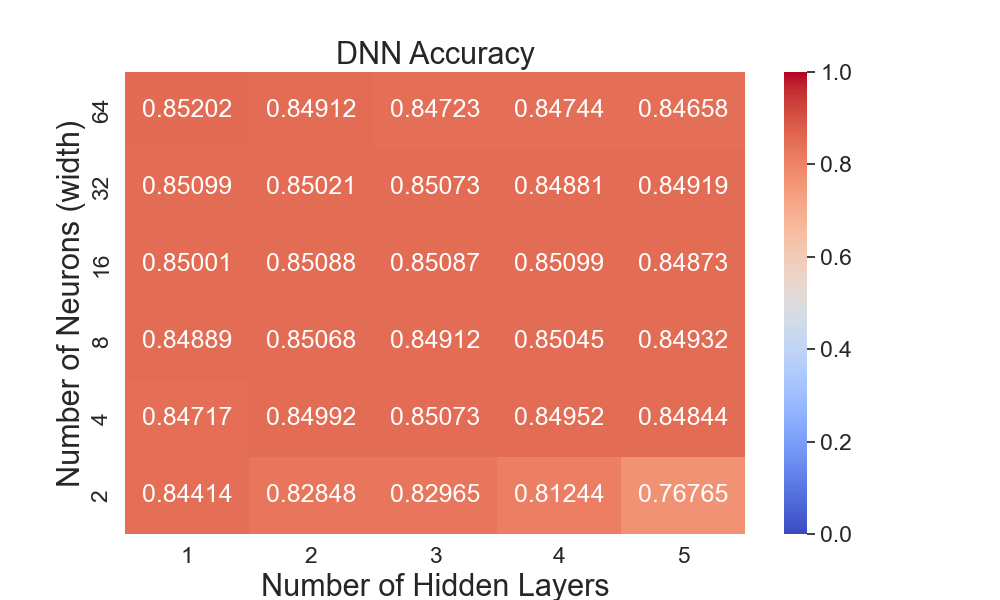 DNN Accuracy
Number of Neurons (width)
64 0.85202 0.84912 0.84723 0.84744 0.84658
32 0.85099 0.85021 0.85073 0.84881 0.84919
16 0.85001 0.85088 0.85087 0.85099 0.84873
8 0.84889 0.85068 0.84912 0.85045 0.84932
4 0.84717 0.84992 0.85073 0.84952 0.84844
2 0.84414 0.82848 0.82965 0.81244 0.76765
1 2 3 4 5
Number of Hidden Layers
1.0
0.8
0.6
0.4
0.2
0.0